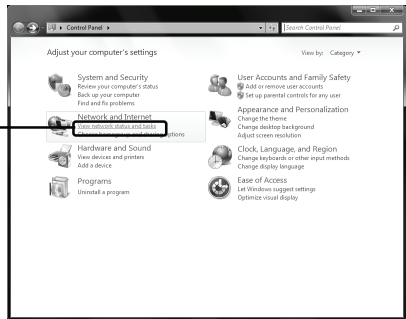 Control Panel
Search Control Panel
Adjust your computer's settings
View by: Category
System and Security
Review your computer's status
Back up your computer
Find and fix problems
Network and Internet
View network status and tasks
Choose homegroup and sharing options
Hardware and Sound
View devices and printers
Add a device
Programs
Uninstall a program
User Accounts and Family Safety
Add or remove user accounts
Set up parental controls for any user
Appearance and Personalization
Change the theme
Change desktop background
Adjust screen resolution
Clock, Language, and Region
Change keyboards or other input methods
Change display language
Ease of Access
Let Windows suggest settings
Optimize visual display